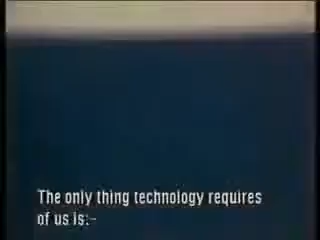 The only thing technology requires
of us is:-